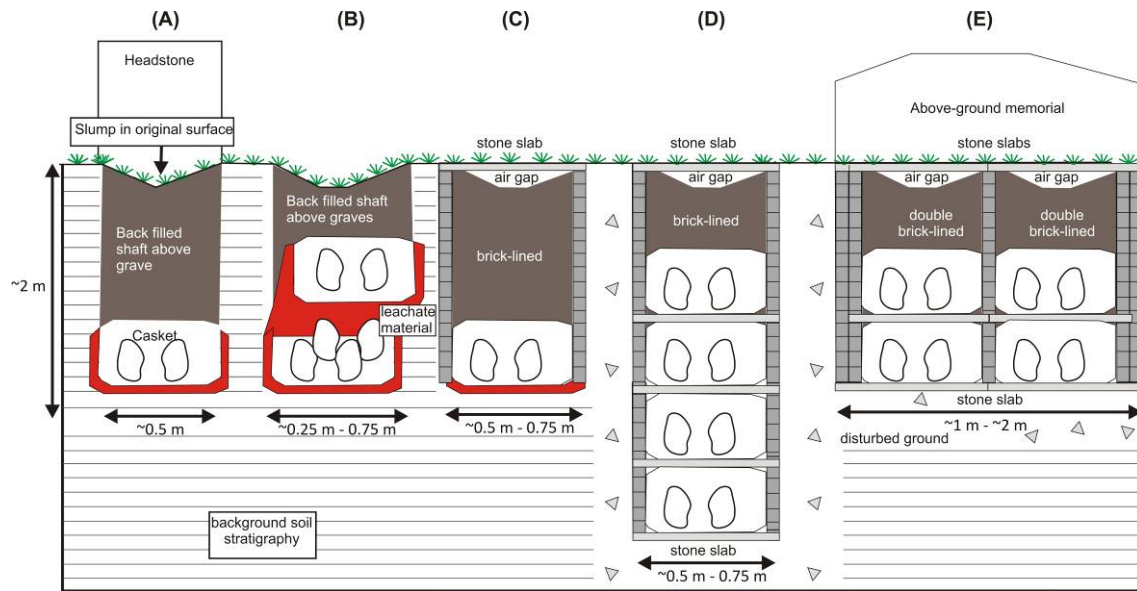 (A)
(B)
(C)
(D)
(E)
Headstone
Slump in original surface
Above-ground memorial
stone slab
stone slab
stone slabs
air gap
air gap
air gap
air gap
Back filled shaft
above graves
Back filled
shaft above
grave
brick-lined
brick-lined
double
brick-lined
double
brick-lined
~2 m
leachate
material
Casket
~0.5 m
~0.25 m - 0.75 m
~0.5 m - 0.75 m
stone slab
~1 m - ~2 m
disturbed ground
background soil
stratigraphy
stone slab
~0.5 m - 0.75 m